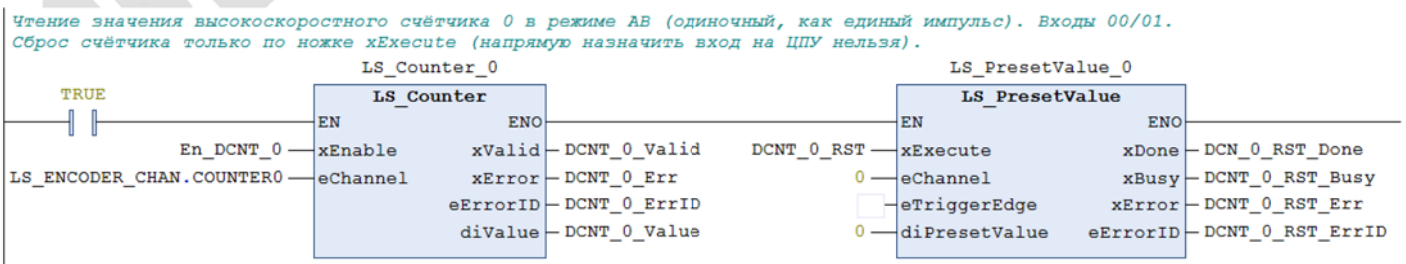 Чтение значения высокоскоростного счётчика 0 в режиме AB (одиночный, как единый импульс). Входы 00/01.
Сброс счётчика только по ножке xExecute (напрямую назначить вход на ЦПУ нельзя).
LS_Counter_0 LS_PresetValue_0
TRUE LS_Counter LS_PresetValue
EN ENO EN ENO
En_DCNT_0 xEnable xValid DCNT_0_Valid DCNT_0_RST xExecute xDone DCN_0_RST_Done
LS_ENCODER_CHAN.COUNTER0 eChannel xError DCNT_0_Err 0 eChannel xBusy DCNT_0_RST_Busy
eErrorID DCNT_0_ErrID eTriggerEdge xError DCNT_0_RST_Err
diValue DCNT_0_Value 0 diPresetValue eErrorID DCNT_0_RST_ErrID